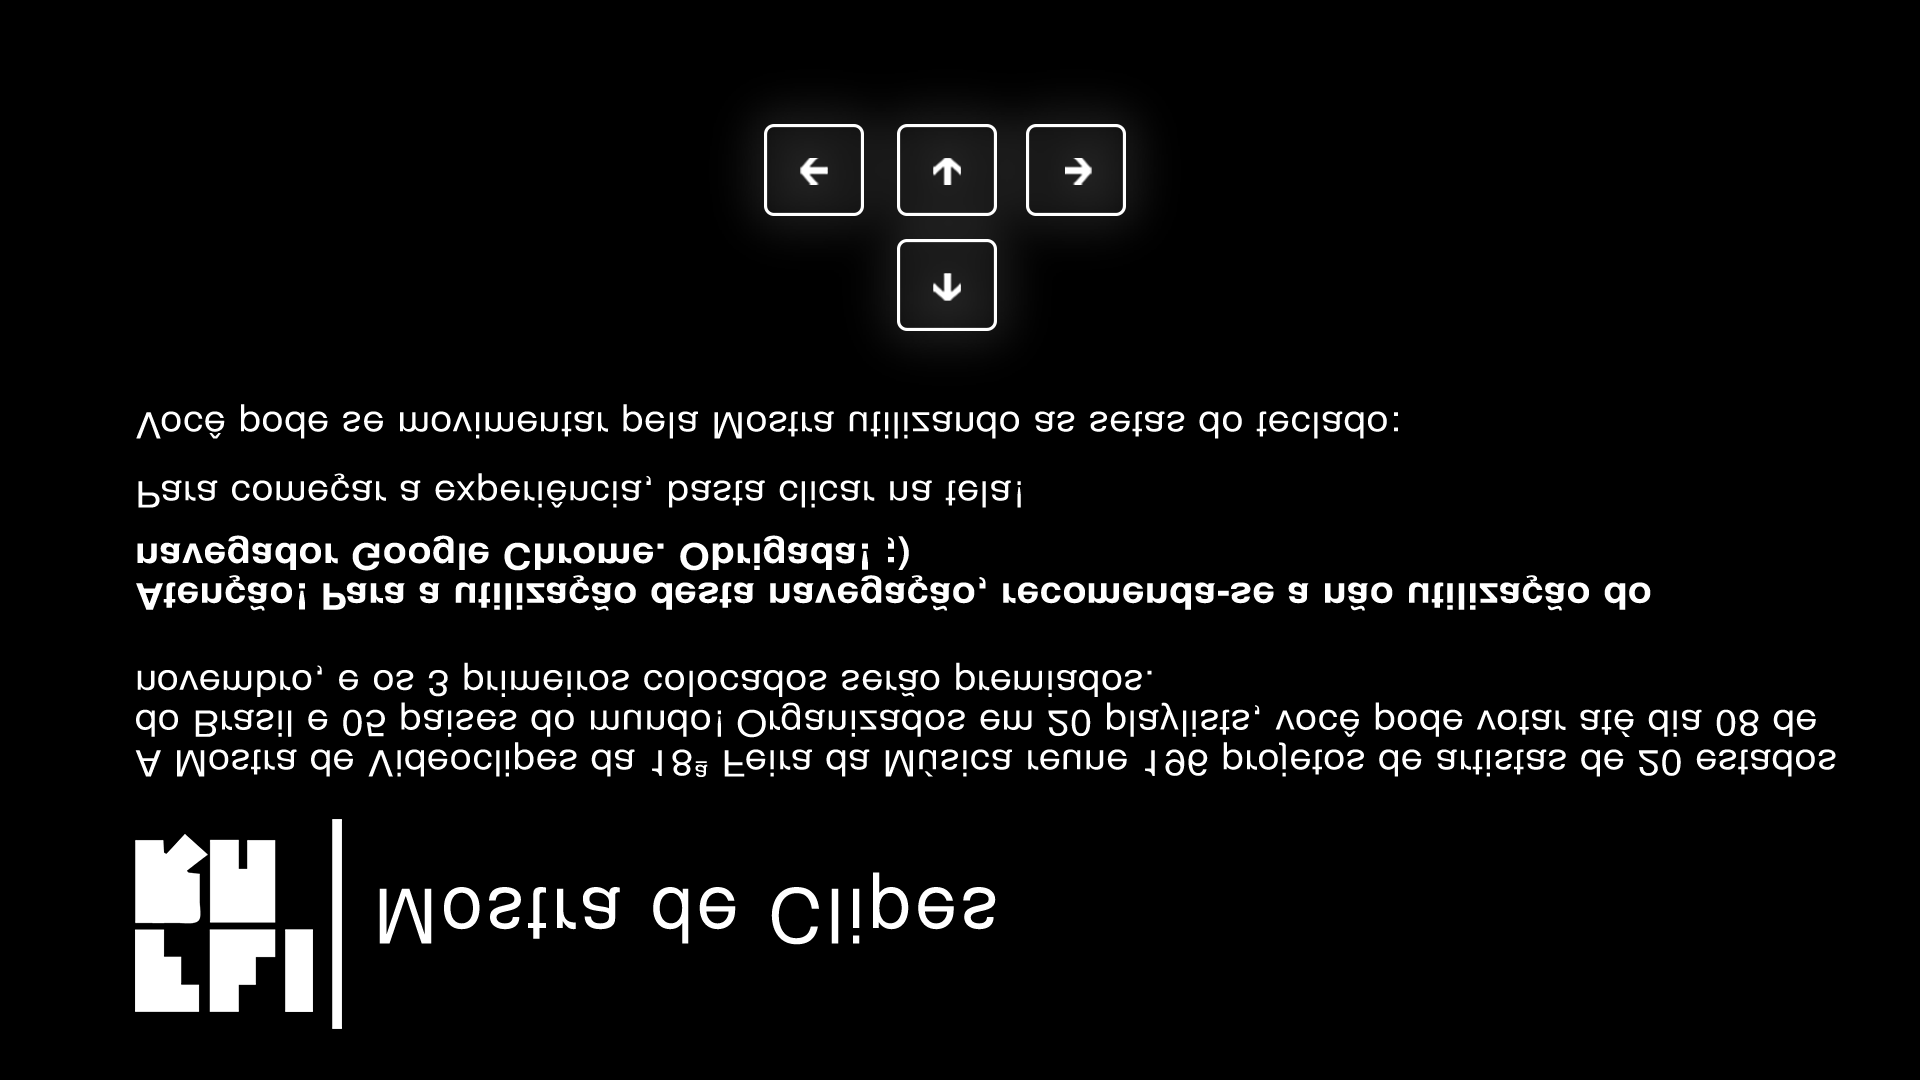 Mostra de Clipes
A Mostra de Videoclipes da 18ª Feira da Música reune 196 projetos de artistas de 20 estados
do Brasil e 05 países do mundo! Organizados em 20 playlists, você pode votar até dia 08 de
novembro, e os 3 primeiros colocados serão premiados.
Atenção! Para a utilização desta navegação, recomenda-se a não utilização do
navegador Google Chrome. Obrigada! ;)
Para começar a experiência, basta clicar na tela!
Você pode se movimentar pela Mostra utilizando as setas do teclado: